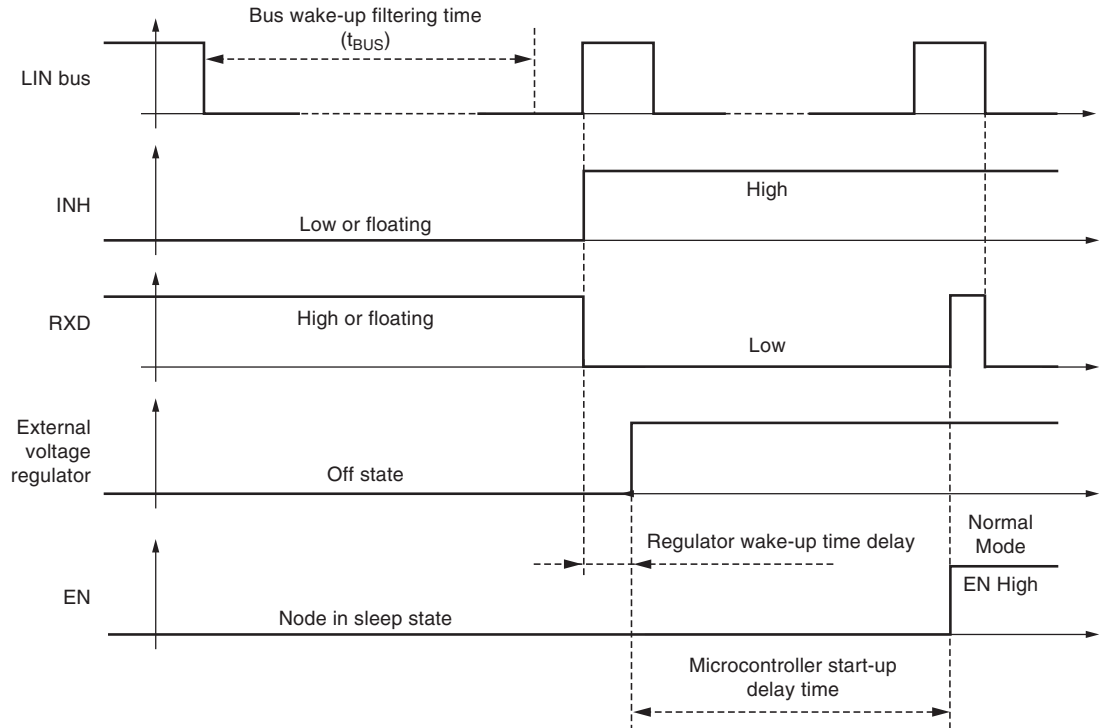 Bus wake-up filtering time
(tBUS)
LIN bus
INH
High
Low or floating
RXD
High or floating
Low
External
voltage
regulator
Off state
Regulator wake-up time delay
Normal
Mode
EN
EN High
Node in sleep state
Microcontroller start-up
delay time